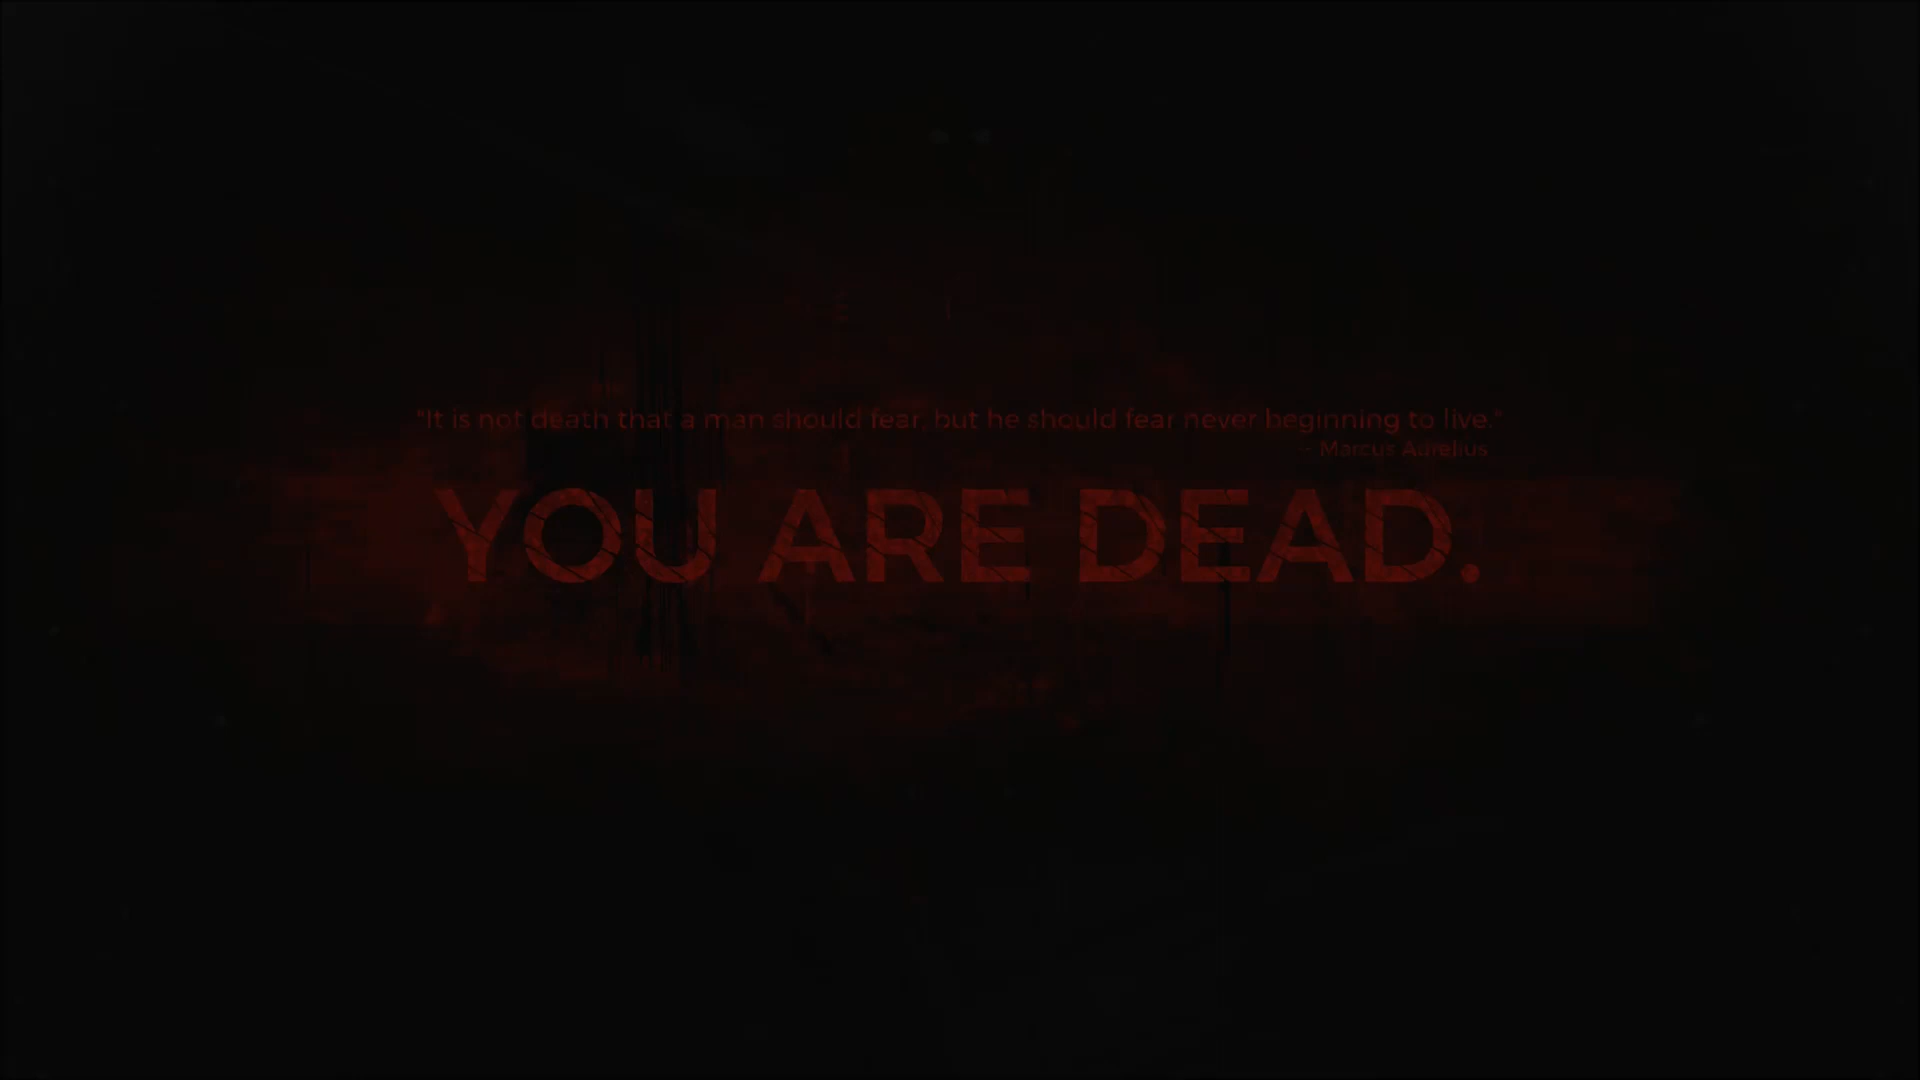 "It is not death that a man should fear, but he should fear never beginning to live."
-- Marcus Aurelius
YOU ARE DEAD.